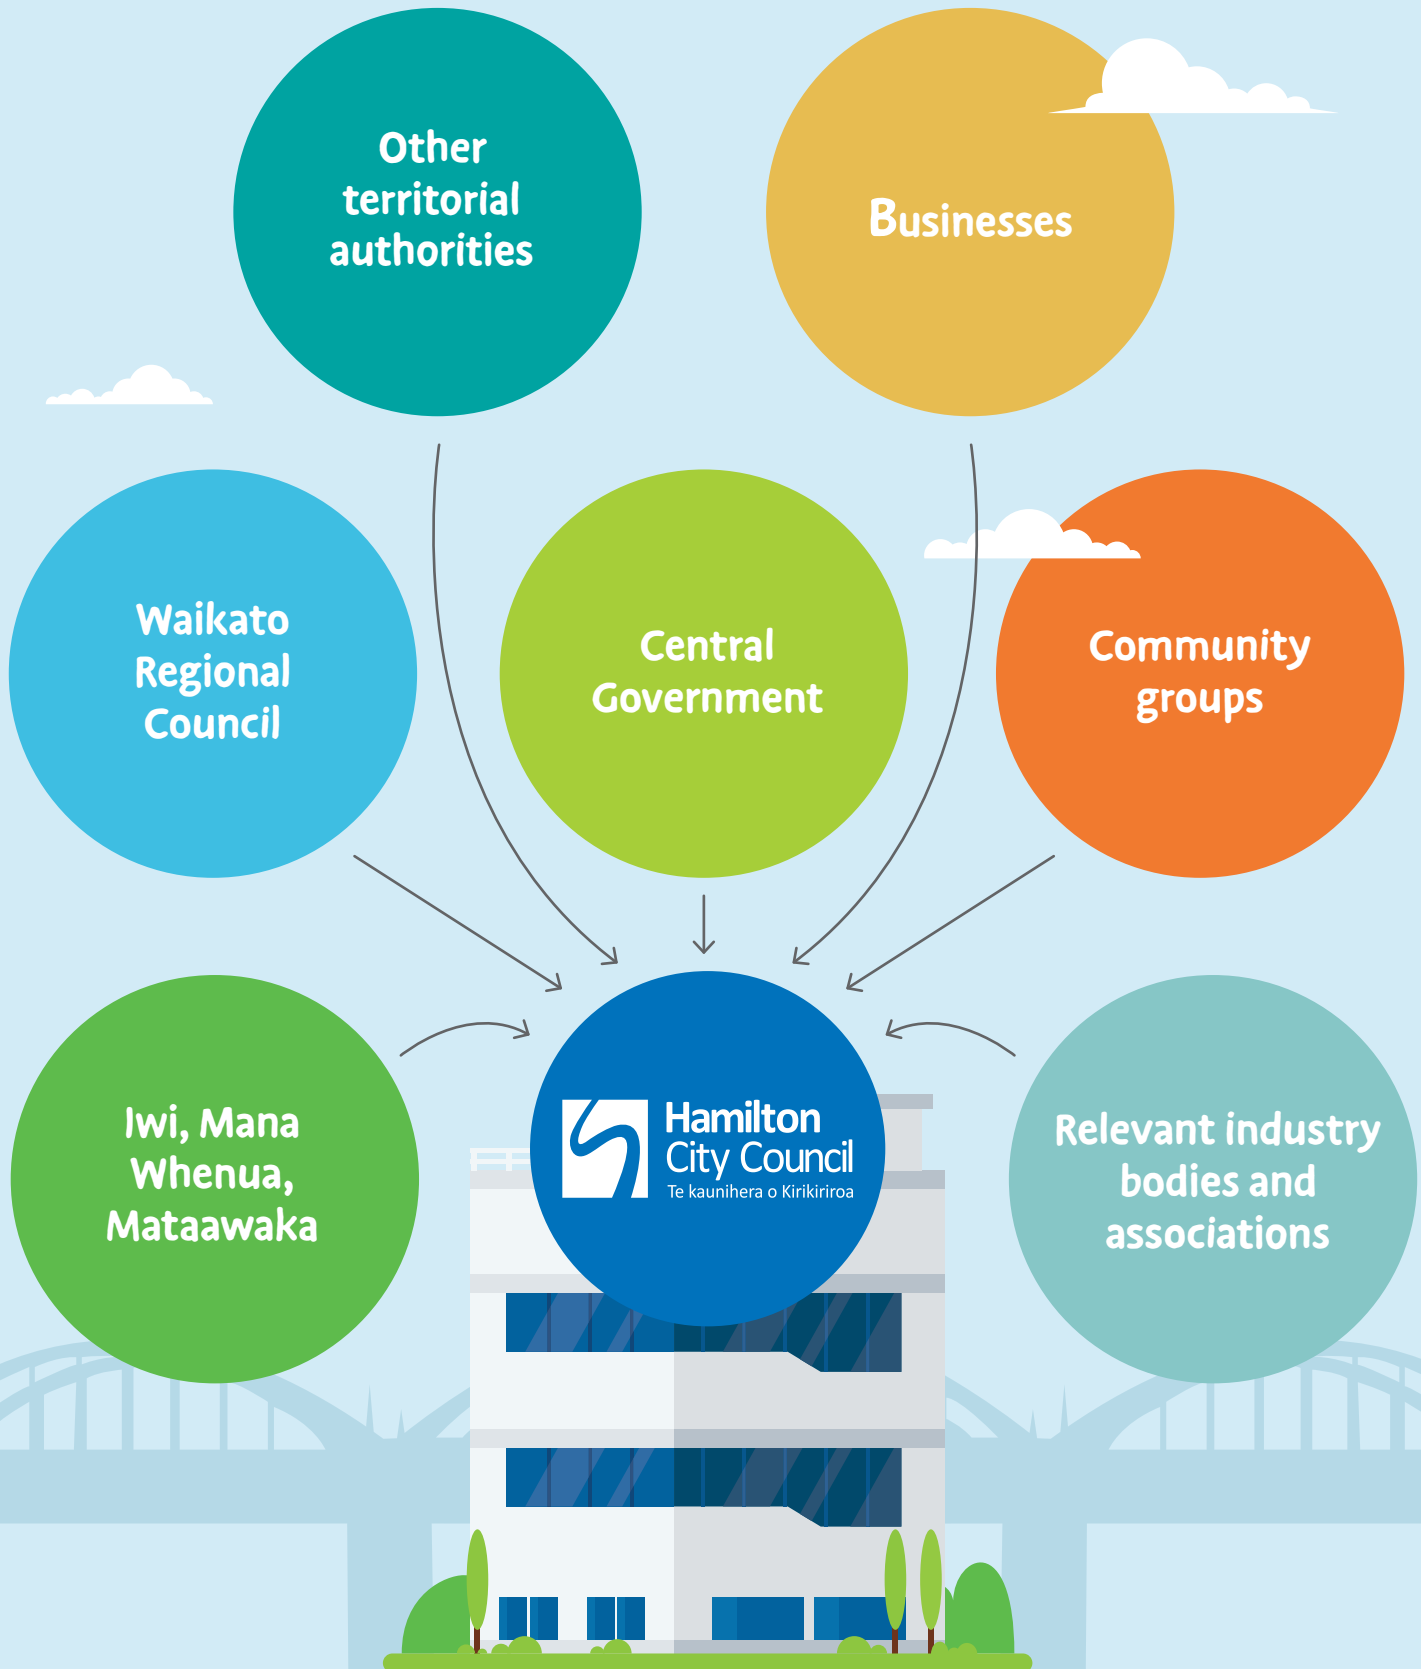 Other
territorial
authorities
Businesses
Waikato
Regional
Council
Central
Government
Community
groups
Iwi, Mana
Whenua,
Mataawaka
Hamilton
City Council
Te kaunihera o Kirikiriroa
Relevant industry
bodies and
associations